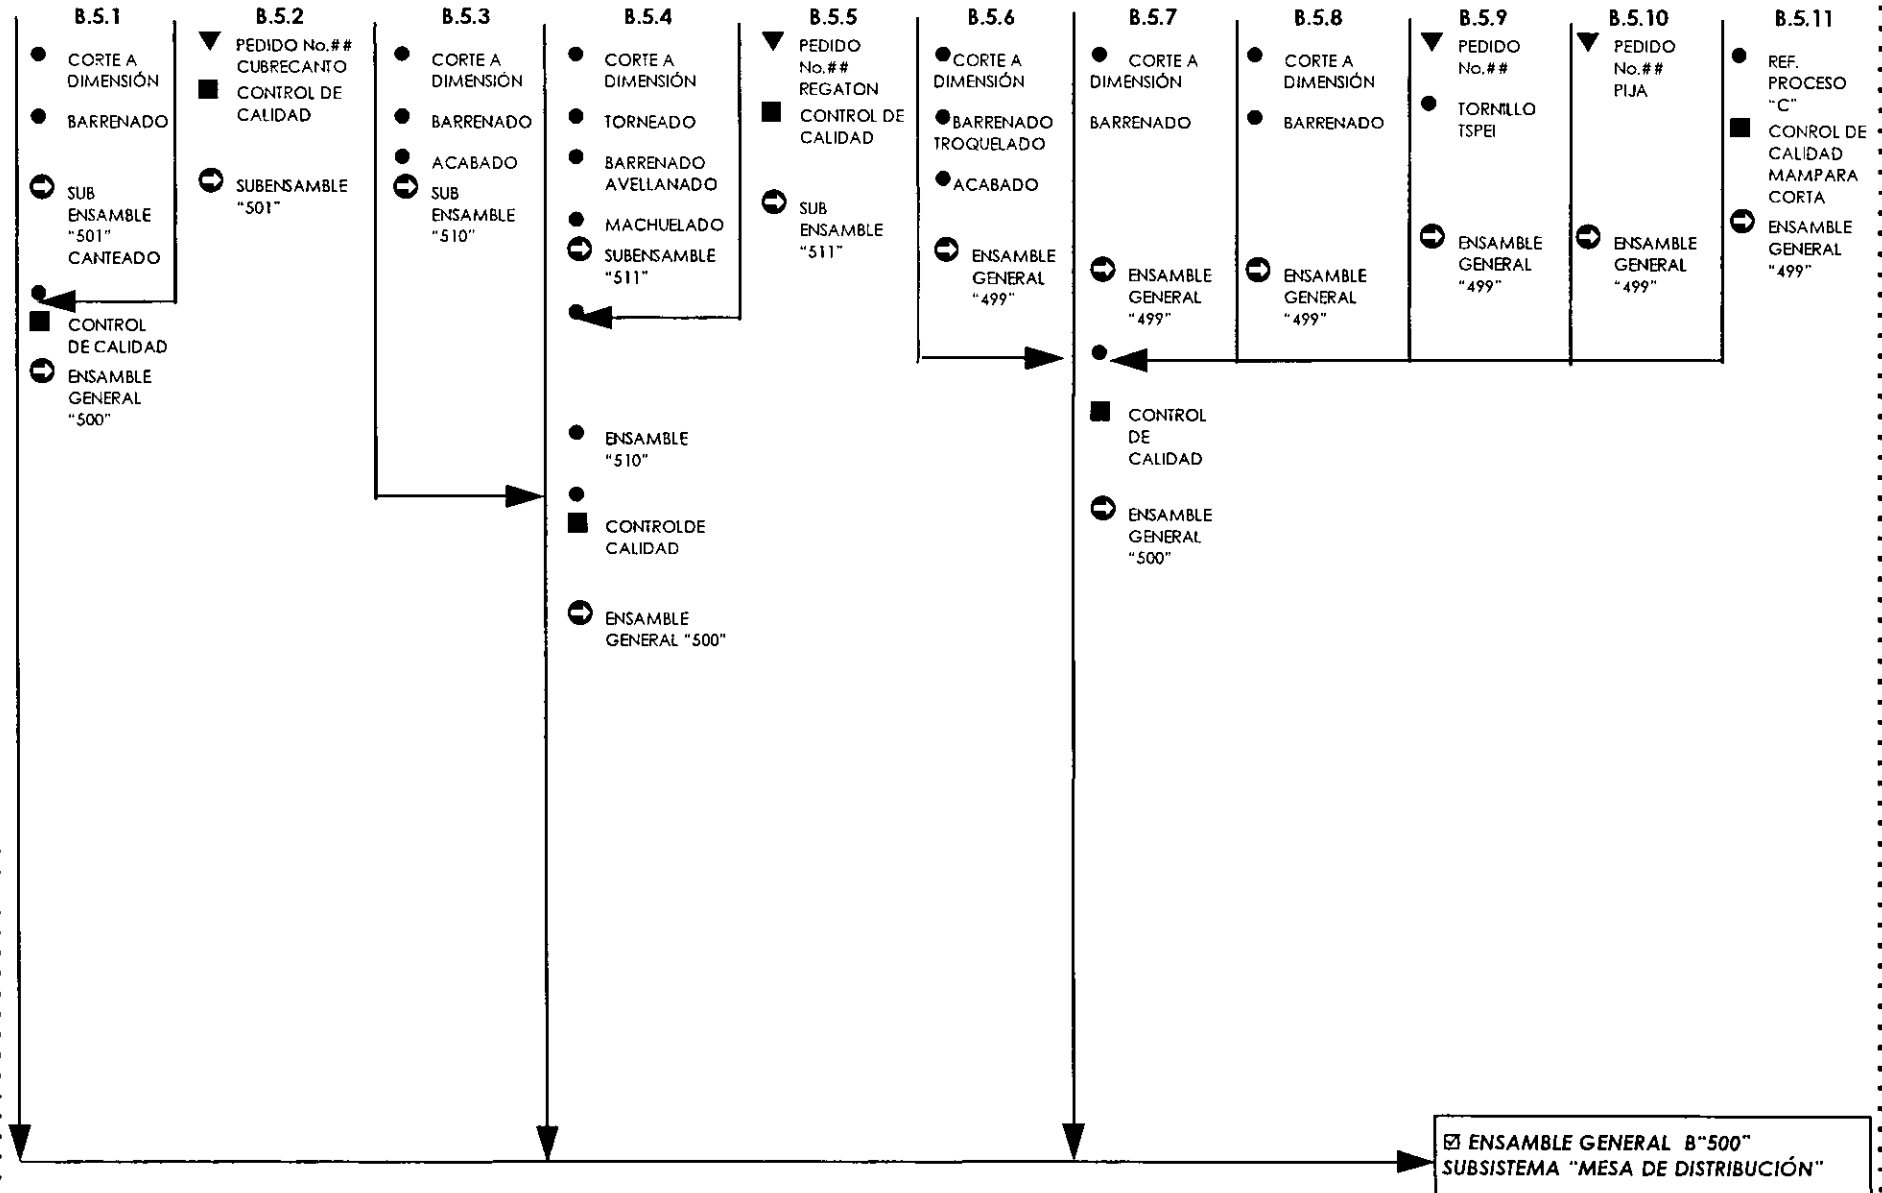 B.5.1
CORTE A
DIMENSIÓN
BARRENADO
SUB
ENSAMBLE
"501"
CANTEADO
CONTROL
DE CALIDAD
ENSAMBLE
GENERAL
"500"
B.5.2
PEDIDO No.##
CUBRECANTO
CONTROL DE
CALIDAD
SUBENSAMBLE
"501"
B.5.3
CORTE A
DIMENSIÓN
BARRENADO
ACABADO
SUB
ENSAMBLE
"510"
B.5.4
CORTE A
DIMENSIÓN
TORNEADO
BARRENADO
AVELLANADO
MACHUELADO
SUBENSAMBLE
"511"
ENSAMBLE
"510"
CONTROLDE
CALIDAD
ENSAMBLE
GENERAL "500"
B.5.5
PEDIDO
No.##
REGATON
CONTROL DE
CALIDAD
SUB
ENSAMBLE
"511"
B.5.6
CORTE A
DIMENSIÓN
BARRENADO
TROQUELADO
ACABADO
ENSAMBLE
GENERAL
"499"
B.5.7
CORTE A
DIMENSIÓN
BARRENADO
ENSAMBLE
GENERAL
"499"
CONTROL
DE
CALIDAD
ENSAMBLE
GENERAL
"500"
B.5.8
CORTE A
DIMENSIÓN
BARRENADO
ENSAMBLE
GENERAL
"499"
B.5.9
PEDIDO
No.##
TORNILLO
TSPEI
ENSAMBLE
GENERAL
"499"
B.5.10
PEDIDO
No.##
PIJA
ENSAMBLE
GENERAL
"499"
B.5.11
REF.
PROCESO
"C"
CONROL DE
CALIDAD
MAMPARA
CORTA
ENSAMBLE
GENERAL
"499"
☑ ENSAMBLE GENERAL B"500"
SUBSISTEMA "MESA DE DISTRIBUCIÓN"